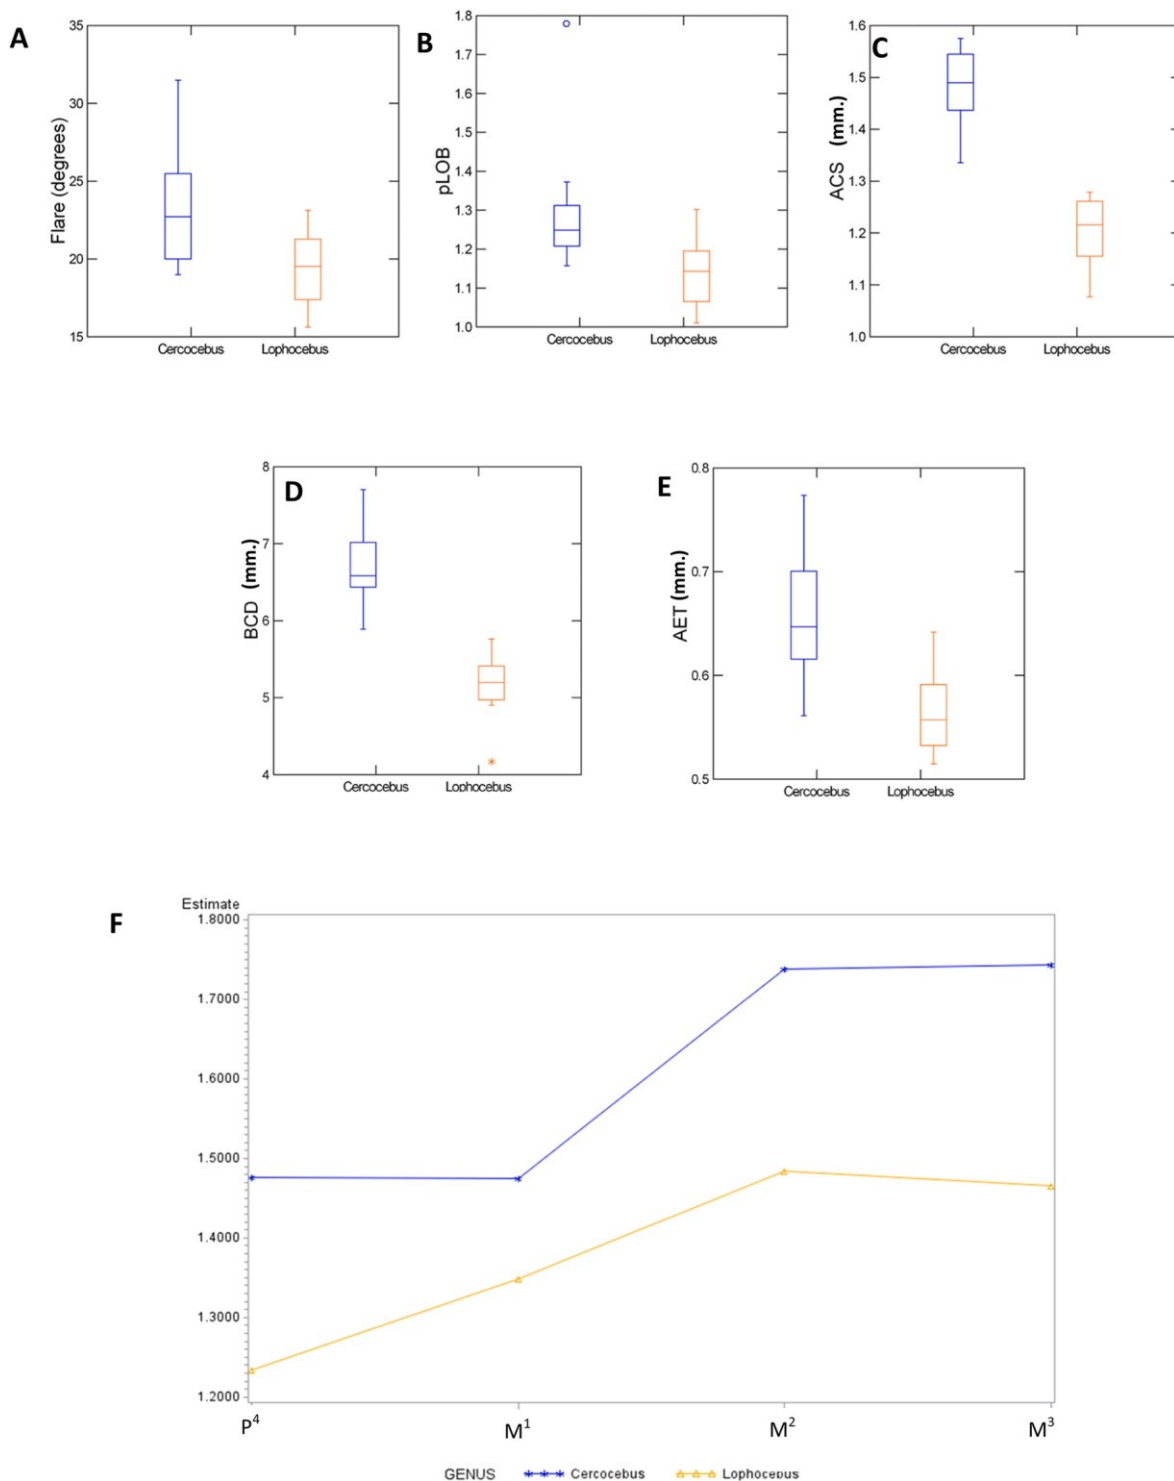 A
35
30
25
20
15
Flare (degrees)
Cercocebus Lophocebus
B
1.8
1.7
1.6
1.5
1.4
1.3
1.2
1.1
1.0
pLOB
Cercocebus Lophocebus
C
1.6
1.5
1.4
1.3
1.2
1.1
1.0
ACS (mm.)
Cercocebus Lophocebus
D
8
7
6
5
4
BCD (mm.)
Cercocebus Lophocebus
E
0.8
0.7
0.6
0.5
AET (mm.)
Cercocebus Lophocebus
F
Estimate
1.8000
1.7000
1.6000
1.5000
1.4000
1.3000
1.2000
P⁴ M¹ M² M³
GENUS Cercocebus Lophocebus